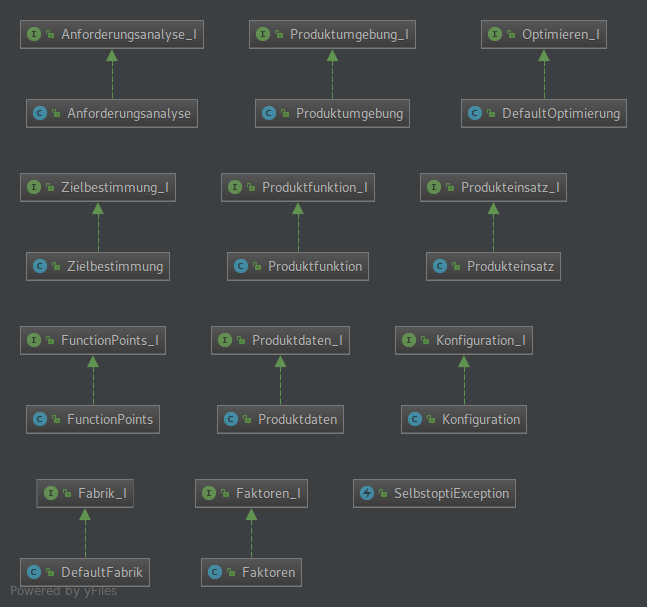 Anforderungsanalyse_I
Produktumgebung_I
Optimieren_I
Anforderungsanalyse
Produktumgebung
DefaultOptimierung
Zielbestimmung_I
Produktfunktion_I
Produkteinsatz_I
Zielbestimmung
Produktfunktion
Produkteinsatz
FunctionPoints_I
Produktdaten_I
Konfiguration_I
FunctionPoints
Produktdaten
Konfiguration
Fabrik_I
Faktoren_I
SelbstoptiException
DefaultFabrik
Faktoren
Powered by yFiles